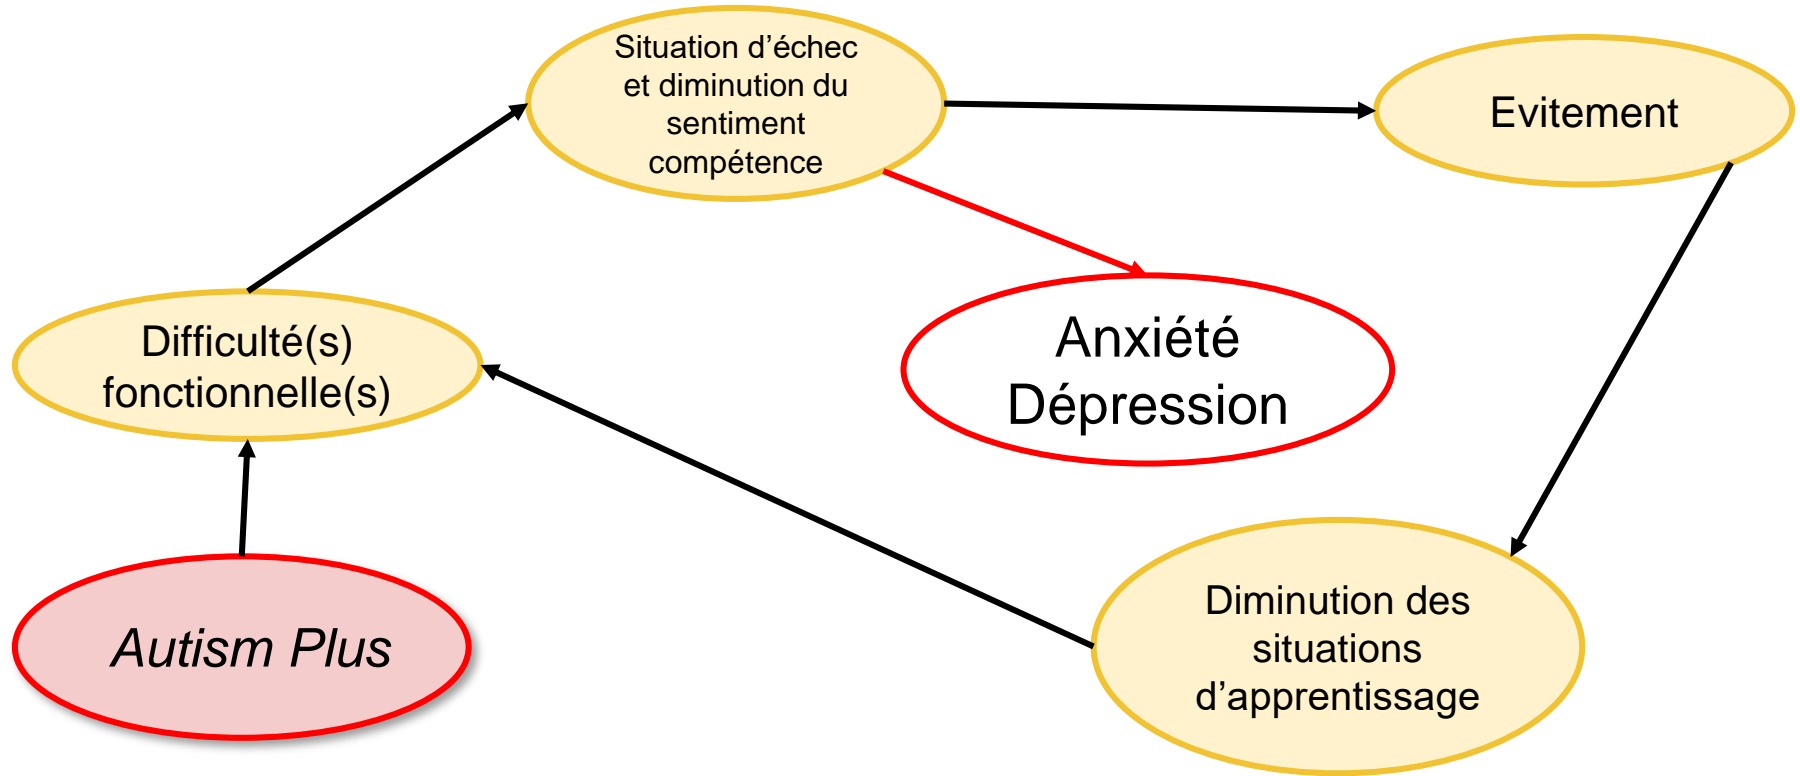 Situation d’échec
et diminution du
sentiment
compétence
Evitement
Difficulté(s)
fonctionnelle(s)
Anxiété
Dépression
Autism Plus
Diminution des
situations
d’apprentissage